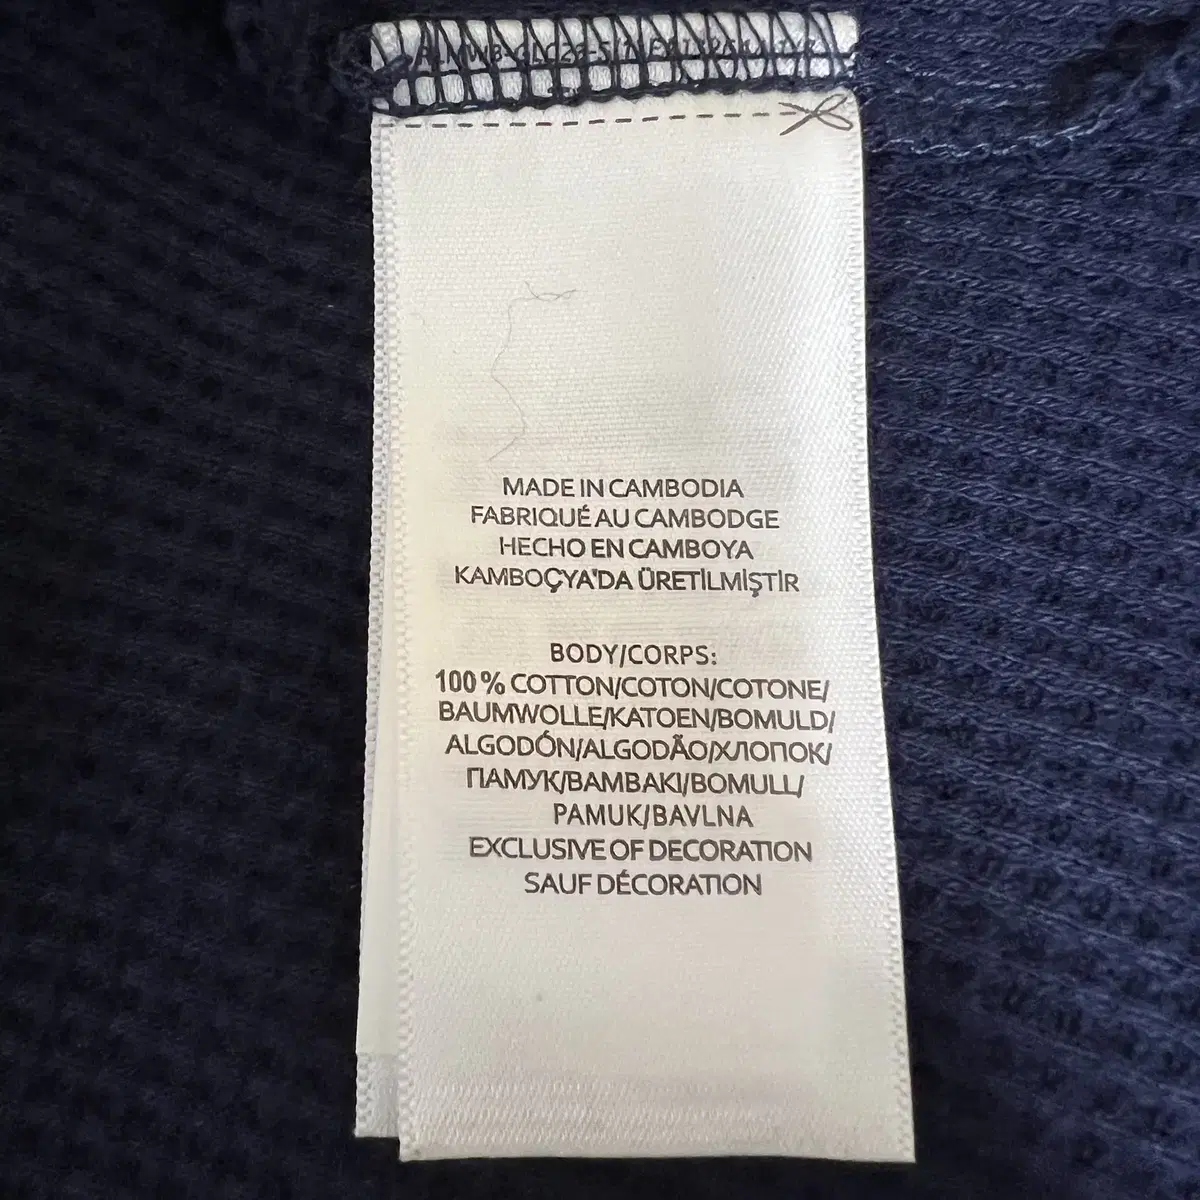 MADE IN CAMBODIA
FABRIQUÉ AU CAMBODGE
HECHO EN CAMBOYA
KAMBOÇYA'DA ÜRETİLMİŞTİR
BODY/CORPS:
100 % COTTON/COTON/COTONE/
BAUMWOLLE/KATOEN/BOMULD/
ALGODÓN/ALGODÃO/ХЛОПОК/
ПАМУК/BAMBAKI/BOMULL/
PAMUK/BAVLNA
EXCLUSIVE OF DECORATION
SAUF DÉCORATION